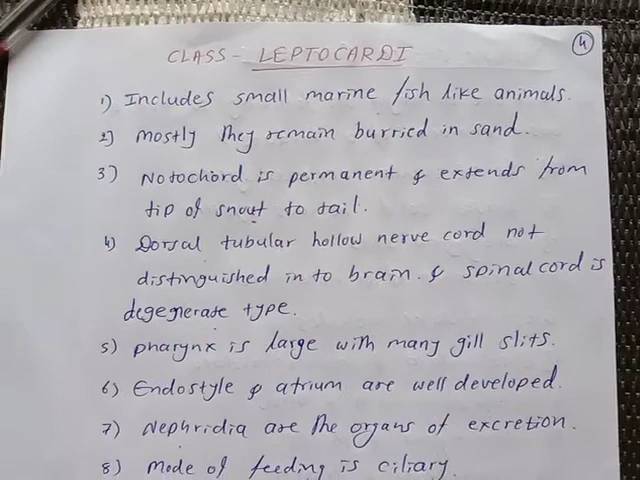 4
CLASS - LEPTOCARDI
1) Includes small marine fish like animals.
2) mostly they remain burried in sand.
3) Notochord is permanent & extends from
tip of snout to tail.
4) Dorsal tubular hollow nerve cord not
distinguished in to brain. & spinal cord is
degenerate type.
5) pharynx is large with many gill slits.
6) Endostyle & atrium are well developed.
7) Nephridia are the organs of excretion.
8) mode of feeding is ciliary.